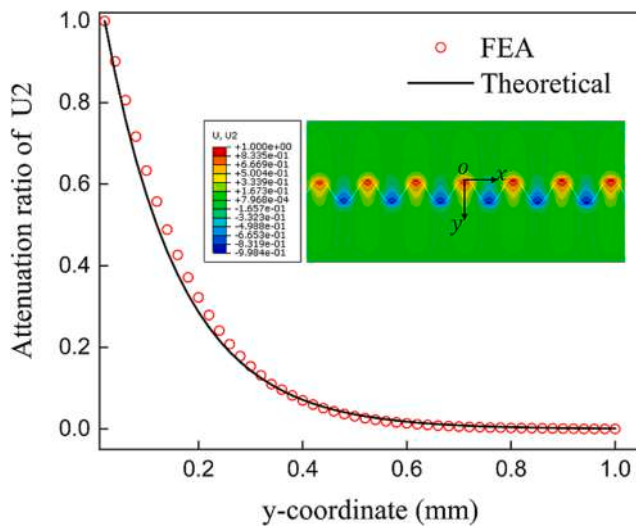 1.0
0.8
0.6
0.4
0.2
0.0
Attenuation ratio of U2
FEA
Theoretical
U, U2
+1.000e+00
+8.335e-01
+6.669e-01
+5.004e-01
+3.339e-01
+1.673e-01
+7.968e-04
-1.657e-01
-3.323e-01
-4.988e-01
-6.653e-01
-8.319e-01
-9.984e-01
o
x
y
0.2 0.4 0.6 0.8 1.0
y-coordinate (mm)